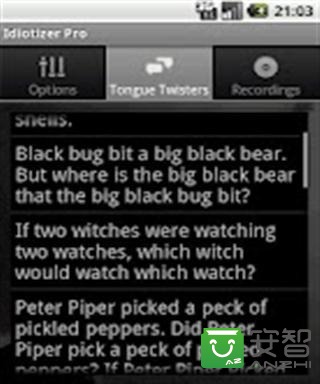 21:03
Idiotizer Pro
Options
Tongue Twisters
Recordings
shells.
Black bug bit a big black bear.
But where is the big black bear
that the big black bug bit?
If two witches were watching
two watches, which witch
would watch which watch?
Peter Piper picked a peck of
pickled peppers. Did Peter
Piper pick a peck of pickled
peppers? If Peter Piper
安智
ANZHI
AZ